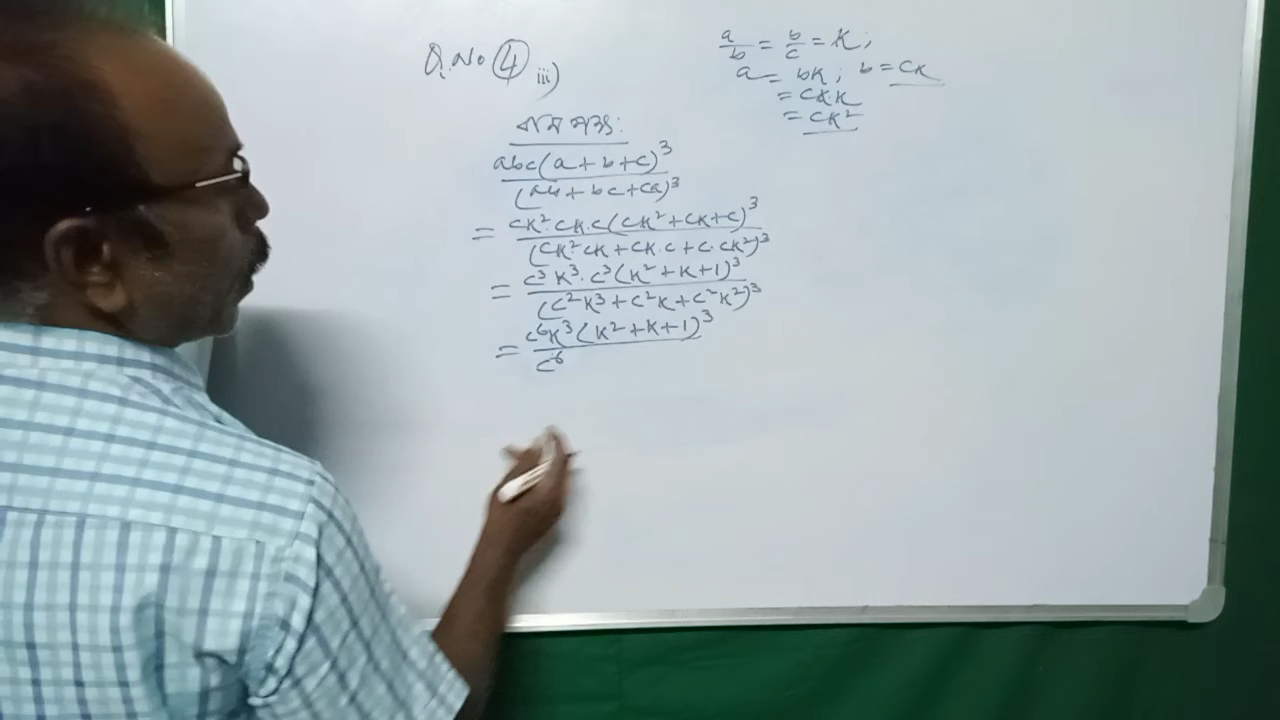 Q. No ④ iii)
a/b = b/c = K;
a = bK; b = CK
= CK.K
= CK²
বাম পক্ষ:
abc(a+b+c)³/(ab+bc+ca)³
= CK².CK.C(CK²+CK+C)³/(CK².CK+CK.C+C.CK²)³
= C³K³.C³(K²+K+1)³/(C²K³+C²K+C²K²)³
= C⁶K³(K²+K+1)³/C⁶